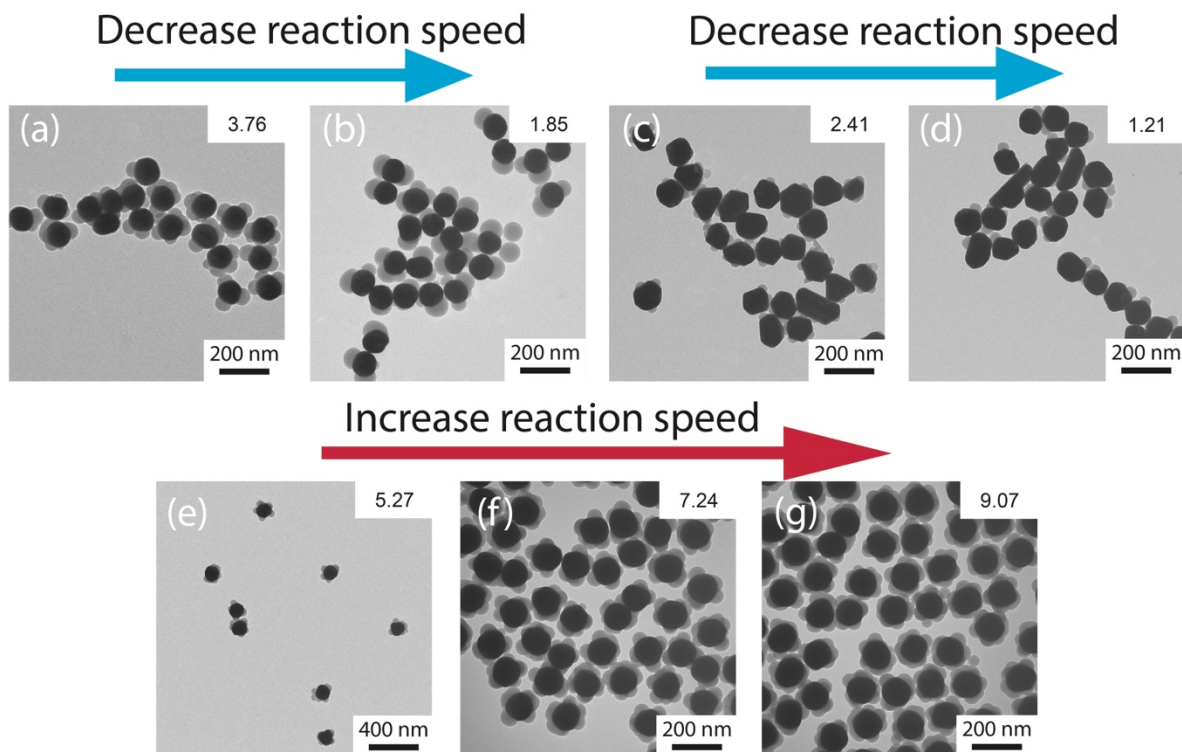 Decrease reaction speed
Decrease reaction speed
(a)
3.76
200 nm
(b)
1.85
200 nm
(c)
2.41
200 nm
(d)
1.21
200 nm
Increase reaction speed
(e)
5.27
400 nm
(f)
7.24
200 nm
(g)
9.07
200 nm